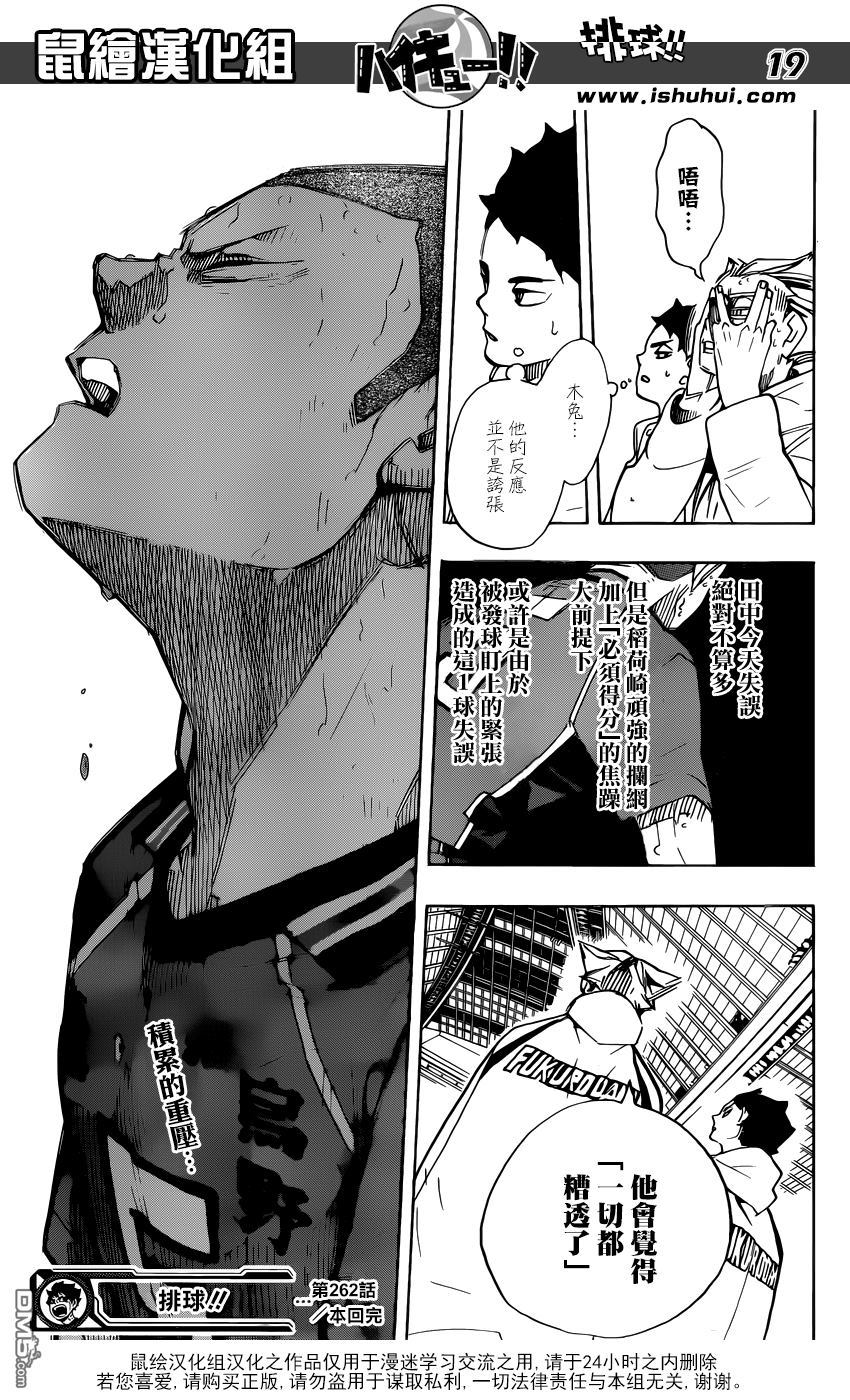 鼠繪漢化組
ハイキュー!!
排球!!
19
www.ishuhui.com
唔唔…
木兔…
他的反應
並不是誇張
田中今天失誤
絕對不算多
但是稻荷崎頑強的攔網
加上『必須得分』的焦躁
大前提下
或許是由於
被發球盯上的緊張
造成的這1球失誤
FUKURODANI
FUKURODA
他會覺得
「一切都
糟透了」
積累的重壓…
烏野
排球!!
…第262話
／本回完
DM5
鼠绘汉化组汉化之作品仅用于漫迷学习交流之用, 请于24小时之内删除
若您喜爱, 请购买正版, 请勿用于谋取私利, 一切法律责任与本组无关, 谢谢。